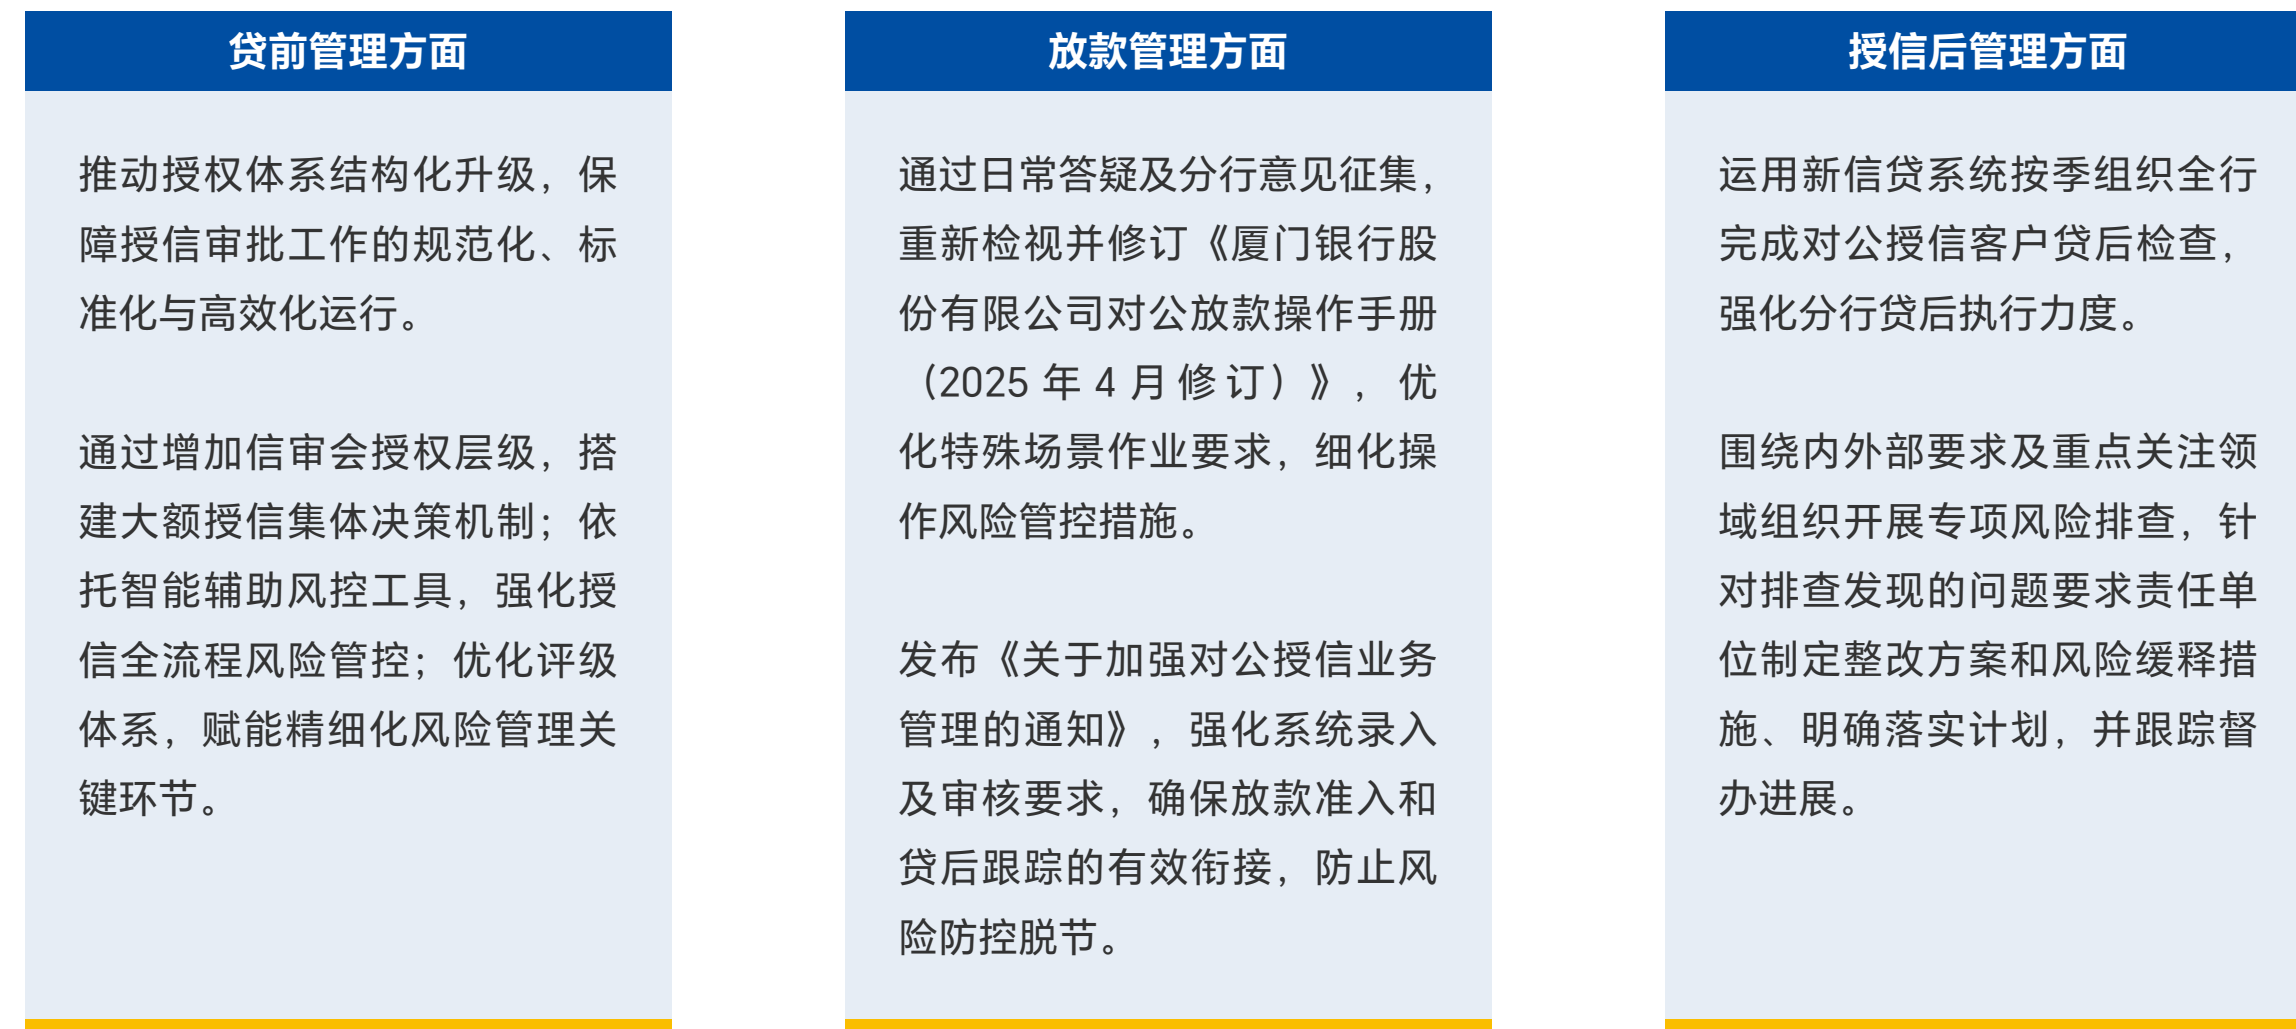 贷前管理方面
推动授权体系结构化升级，保
障授信审批工作的规范化、标
准化与高效化运行。
通过增加信审会授权层级，搭
建大额授信集体决策机制；依
托智能辅助风控工具，强化授
信全流程风险管控；优化评级
体系，赋能精细化风险管理关
键环节。
放款管理方面
通过日常答疑及分行意见征集，
重新检视并修订《厦门银行股
份有限公司对公放款操作手册
（2025 年 4 月修订）》，优
化特殊场景作业要求，细化操
作风险管控措施。
发布《关于加强对公授信业务
管理的通知》，强化系统录入
及审核要求，确保放款准入和
贷后跟踪的有效衔接，防止风
险防控脱节。
授信后管理方面
运用新信贷系统按季组织全行
完成对公授信客户贷后检查，
强化分行贷后执行力度。
围绕内外部要求及重点关注领
域组织开展专项风险排查，针
对排查发现的问题要求责任单
位制定整改方案和风险缓释措
施、明确落实计划，并跟踪督
办进展。